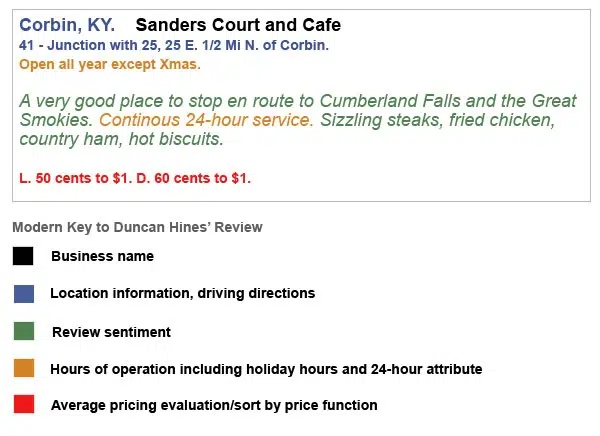 Corbin, KY. Sanders Court and Cafe
41 - Junction with 25, 25 E. 1/2 Mi N. of Corbin.
Open all year except Xmas.
A very good place to stop en route to Cumberland Falls and the Great
Smokies. Continous 24-hour service. Sizzling steaks, fried chicken,
country ham, hot biscuits.
L. 50 cents to $1. D. 60 cents to $1.
Modern Key to Duncan Hines’ Review
Business name
Location information, driving directions
Review sentiment
Hours of operation including holiday hours and 24-hour attribute
Average pricing evaluation/sort by price function